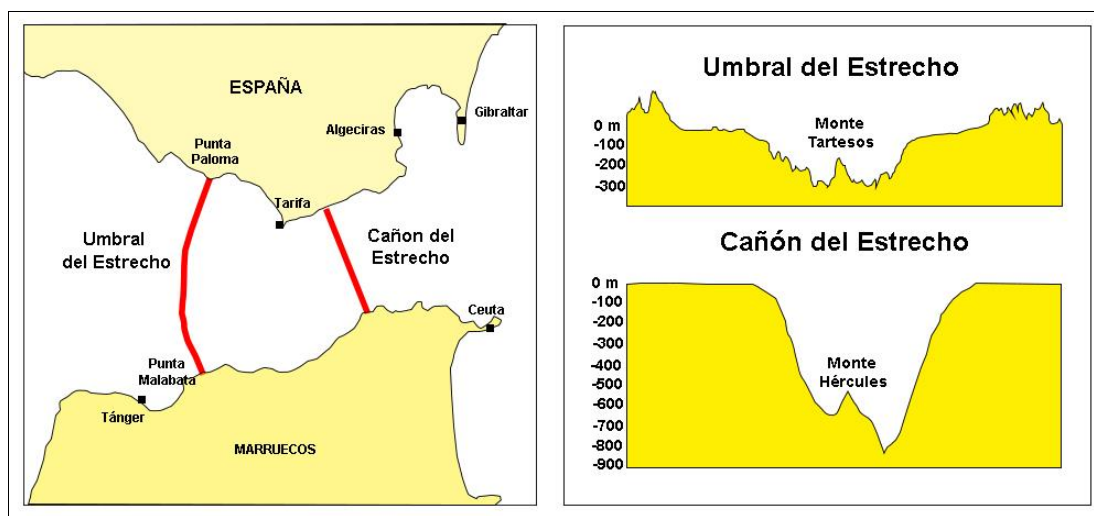 ESPAÑA
Gibraltar
Algeciras
Punta
Paloma
Tarifa
Umbral
del Estrecho
Cañon del
Estrecho
Ceuta
Punta
Malabata
Tánger
MARRUECOS
Umbral del Estrecho
0 m
-100
-200
-300
Monte
Tartesos
Cañón del Estrecho
0 m
-100
-200
-300
-400
-500
-600
-700
-800
-900
Monte
Hércules